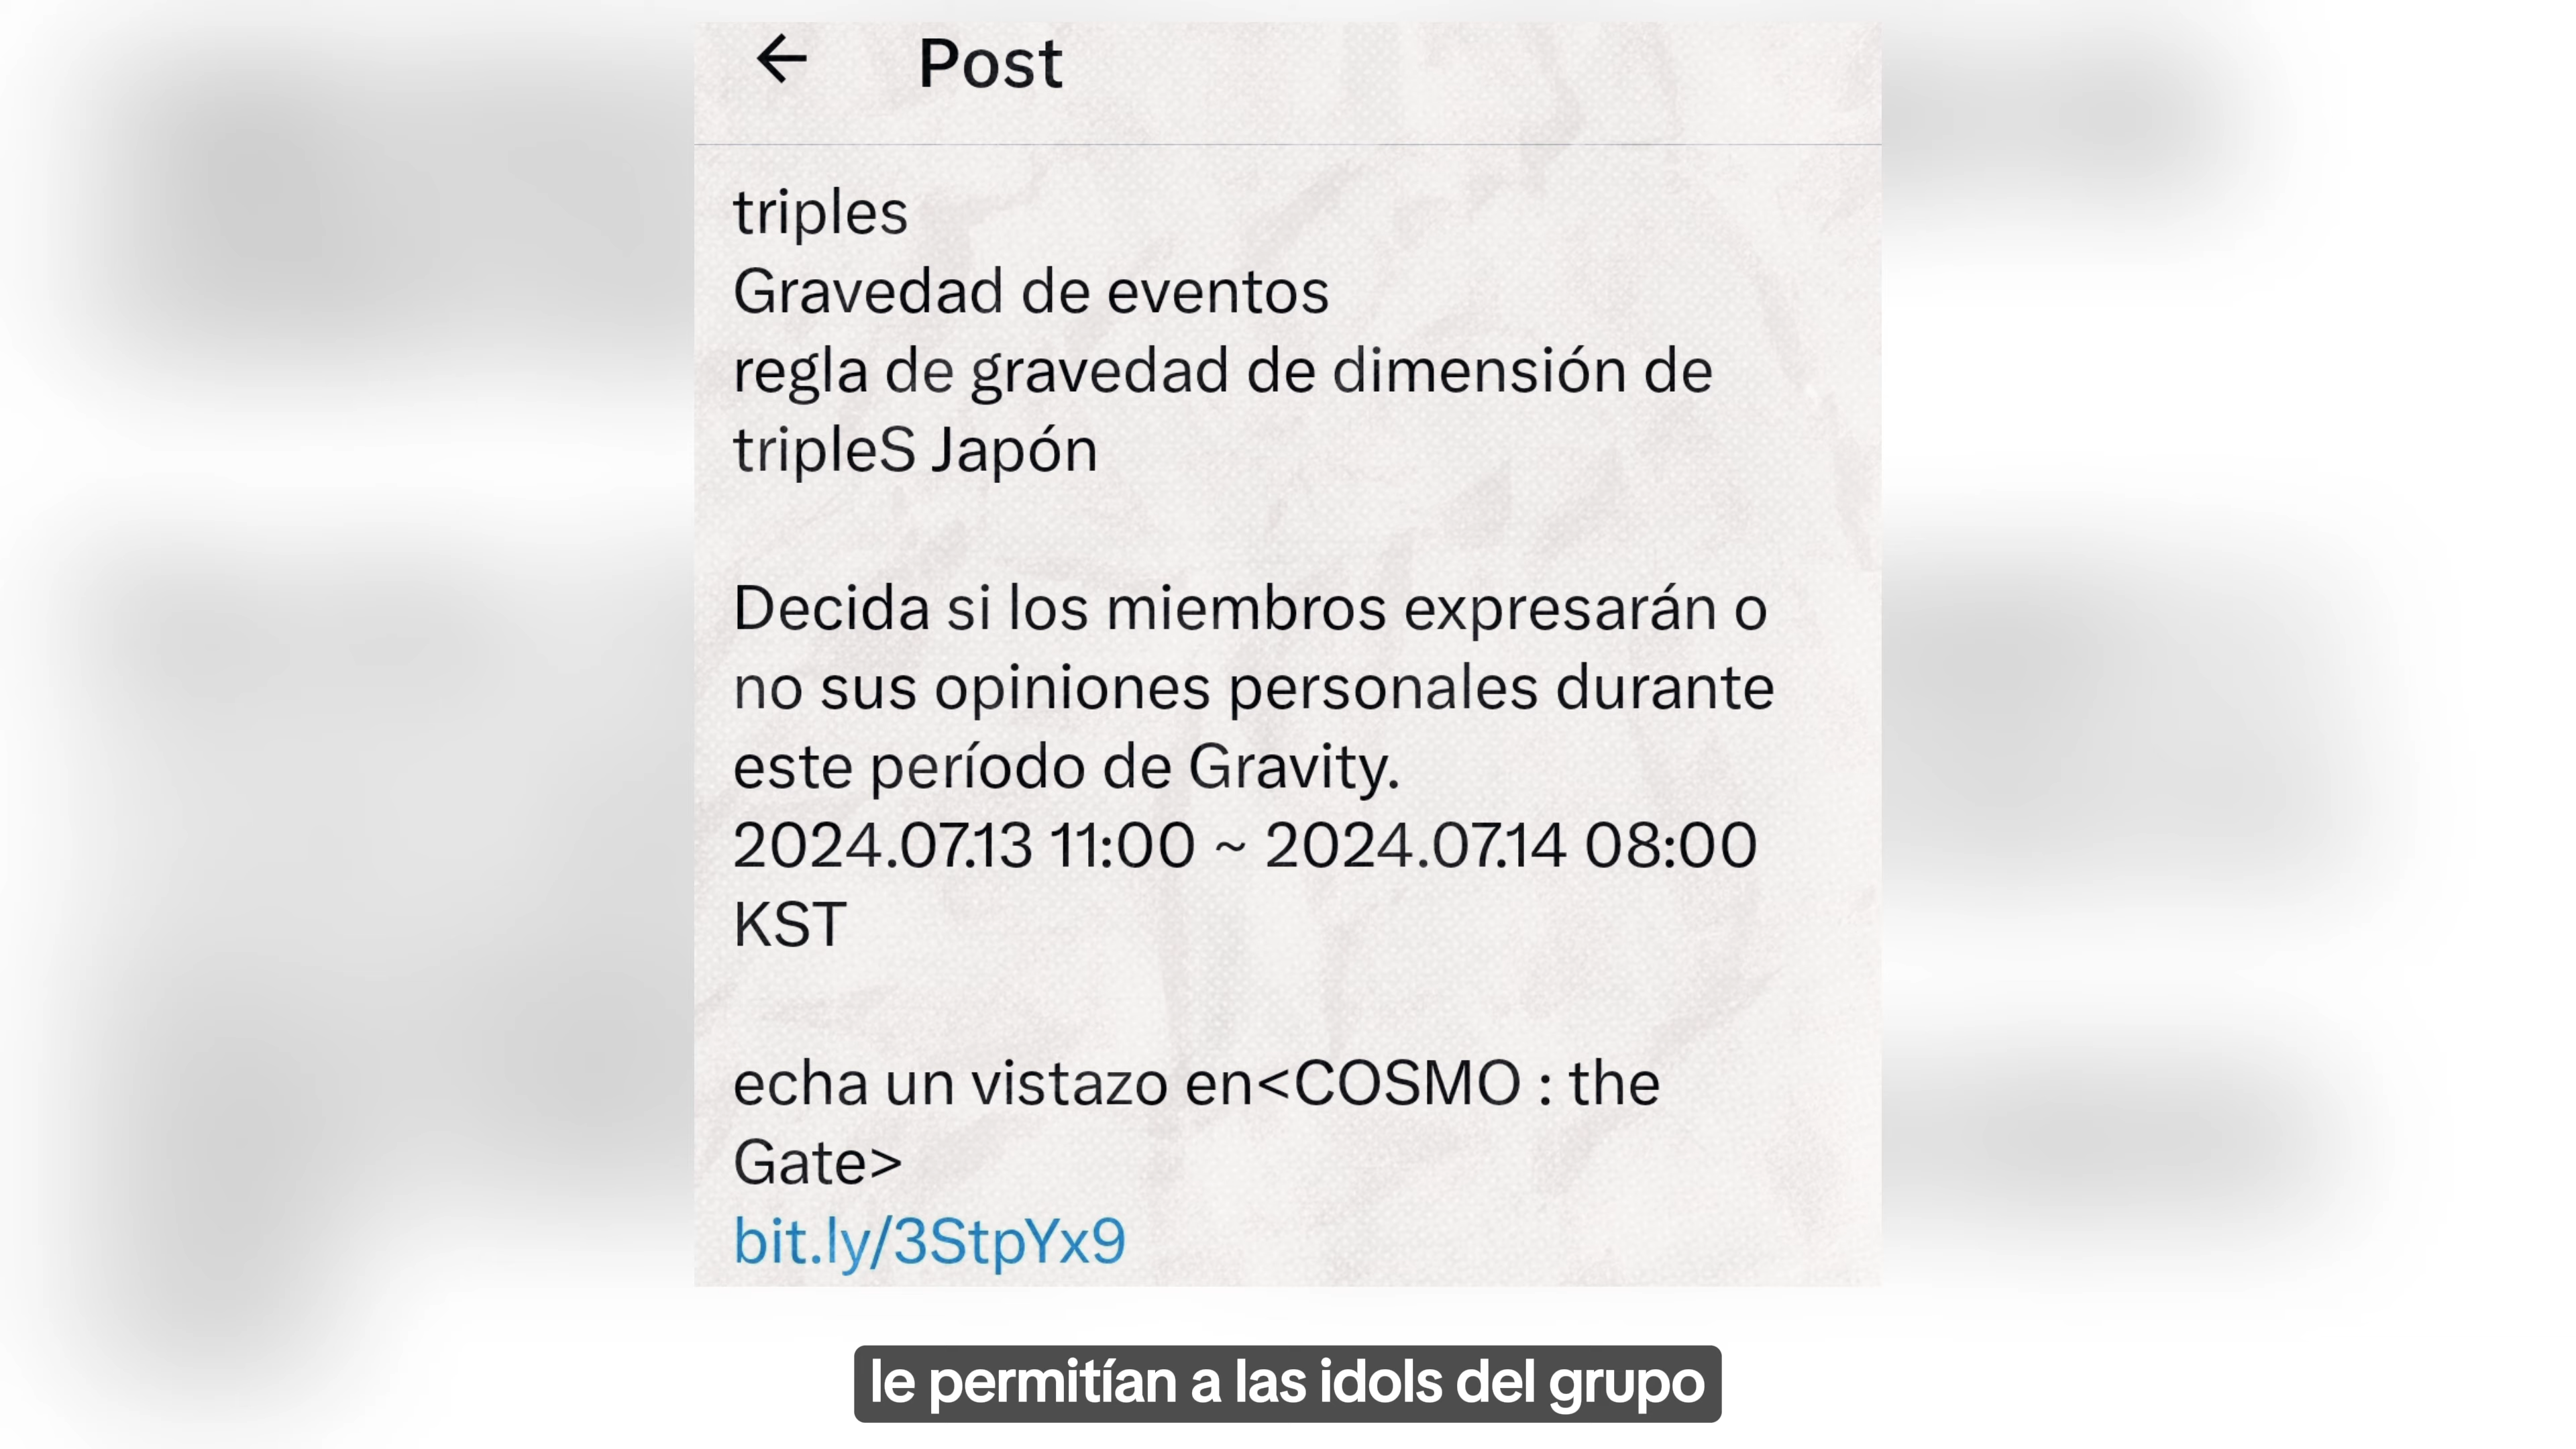 Post
triples
Gravedad de eventos
regla de gravedad de dimensión de
tripleS Japón
Decida si los miembros expresarán o
no sus opiniones personales durante
este período de Gravity.
2024.07.13 11:00 ~ 2024.07.14 08:00
KST
echa un vistazo en<COSMO : the
Gate>
bit.ly/3StpYx9
le permitían a las idols del grupo